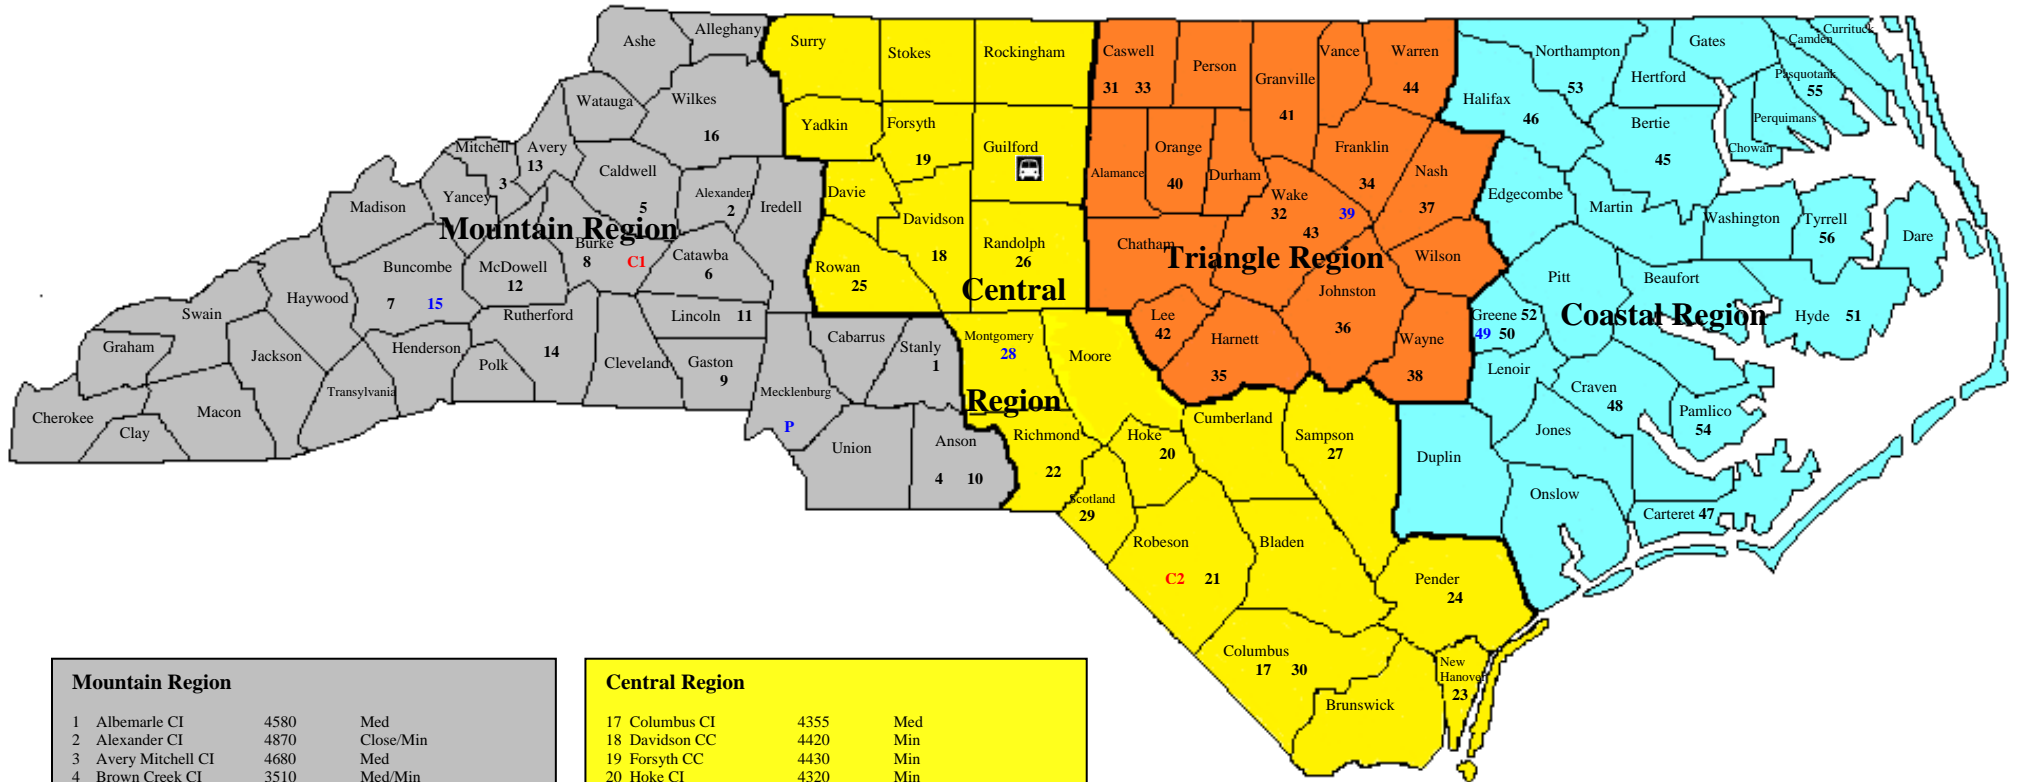 Ashe
Alleghany
Surry
Stokes
Rockingham
Caswell
31 33
Person
Granville
41
Vance
Warren
44
Northampton
53
Gates
Camden
Currituck
Pasquotank
55
Hertford
Halifax
46
Perquimans
Chowan
Bertie
45
Watauga
Wilkes
16
Yadkin
Forsyth
19
Guilford
Alamance
Orange
40
Durham
Franklin
34
Nash
37
Edgecombe
Martin
Washington
Tyrrell
56
Dare
Mitchell
3
Avery
13
Caldwell
5
Alexander
2
Iredell
Davie
Davidson
18
Randolph
26
Chatham
Wake
32 39
43
Wilson
Madison
Yancey
Mountain Region
Burke
8 C1
Catawba
6
Rowan
25
Central
Region
Triangle Region
Johnston
36
Pitt
Beaufort
Coastal Region
Hyde 51
Buncombe
7 15
McDowell
12
Rutherford
14
Lincoln 11
Haywood
Swain
Graham
Jackson
Henderson
Polk
Cleveland
Gaston
9
Mecklenburg
P
Cabarrus
Stanly
1
Montgomery
28
Moore
Lee
42
Harnett
35
Wayne
38
Greene 52
49 50
Lenoir
Craven
48
Pamlico
54
Jones
Cherokee
Clay
Macon
Transylvania
Union
Anson
4 10
Richmond
22
Scotland
29
Hoke
20
Cumberland
Sampson
27
Duplin
Onslow
Carteret 47
Robeson
C2 21
Bladen
Pender
24
Columbus
17 30
Brunswick
New
Hanover
23
Mountain Region
1 Albemarle CI 4580 Med
2 Alexander CI 4870 Close/Min
3 Avery Mitchell CI 4680 Med
4 Brown Creek CI 3510 Med/Min
Central Region
17 Columbus CI 4355 Med
18 Davidson CC 4420 Min
19 Forsyth CC 4430 Min
20 Hoke CI 4320 Min